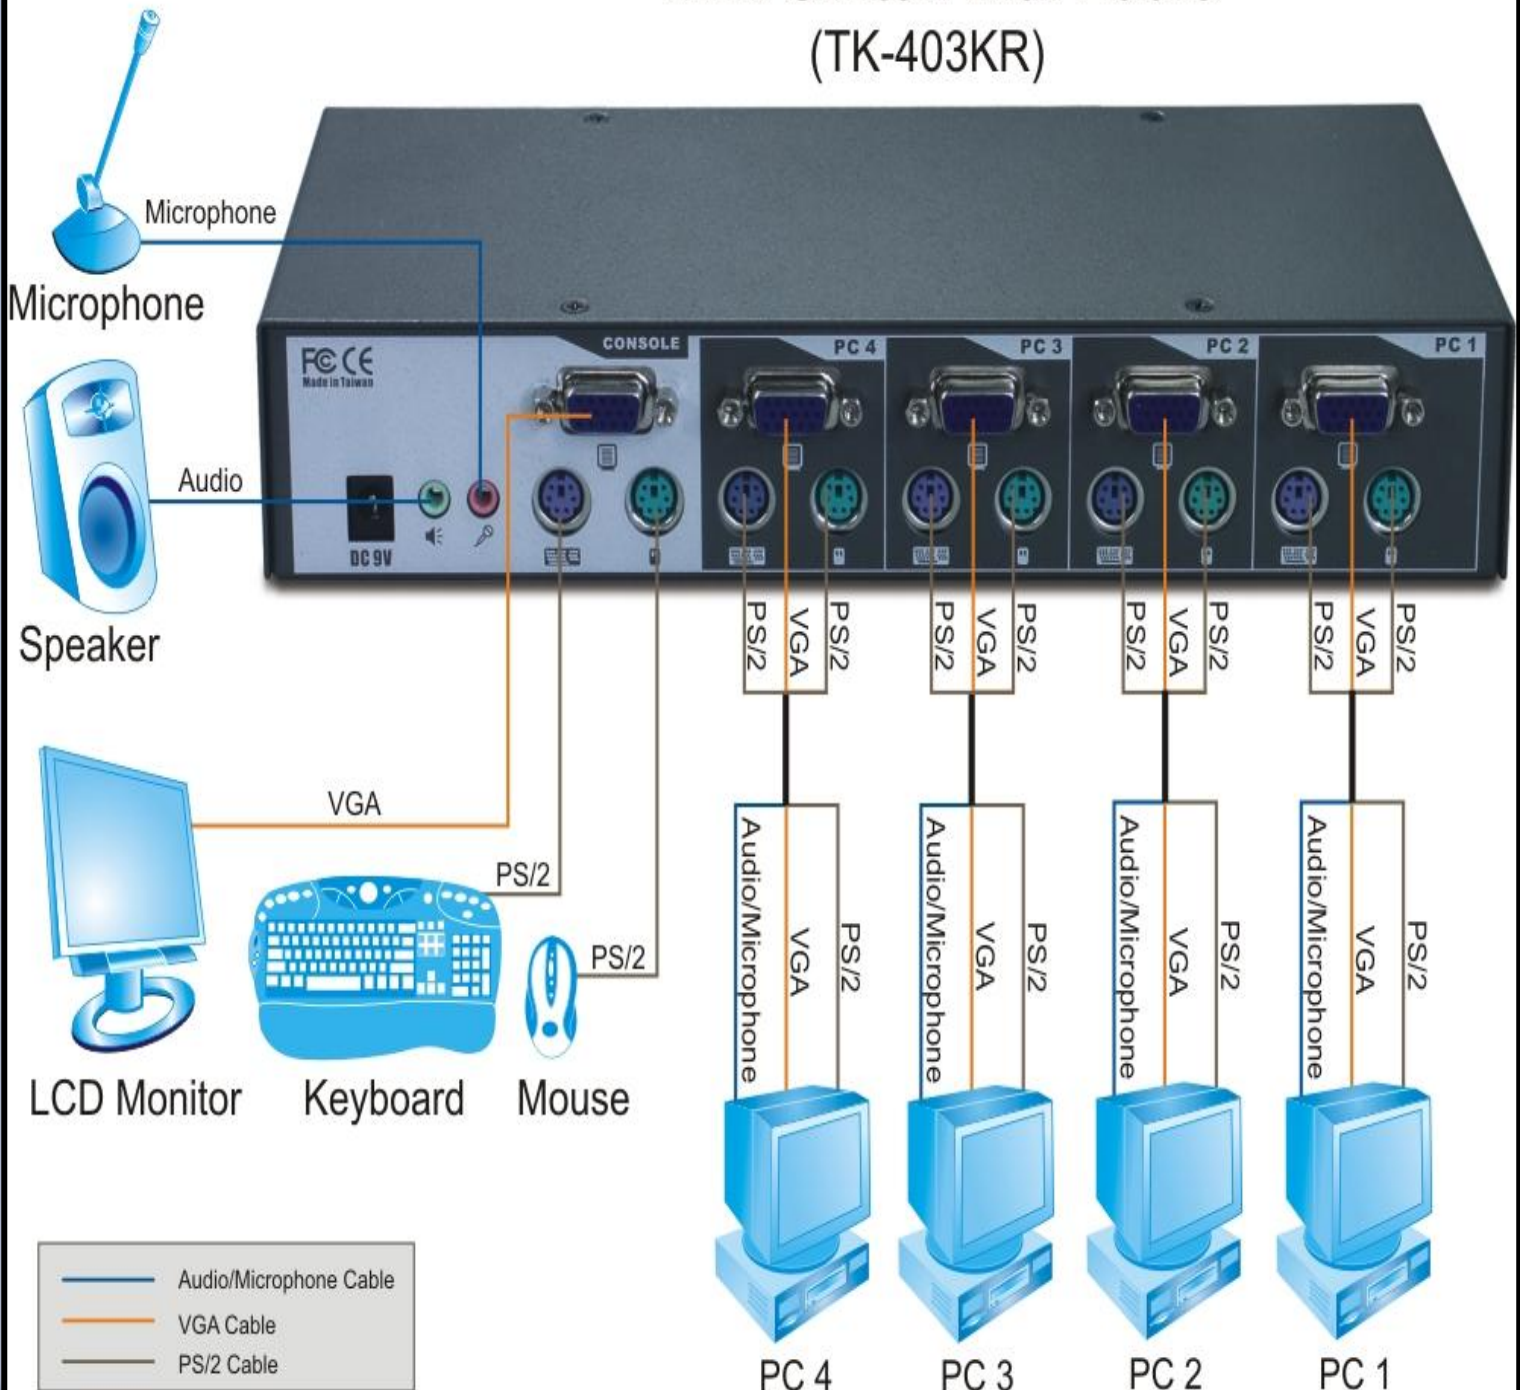 (TK-403KR)
Microphone
Microphone
CONSOLE
PC 4
PC 3
PC 2
PC 1
FC CE
Made in Taiwan
Audio
DC 9V
Speaker
PS/2
VGA
PS/2
PS/2
VGA
PS/2
PS/2
VGA
PS/2
PS/2
VGA
PS/2
VGA
PS/2
PS/2
Audio/Microphone
VGA
PS/2
Audio/Microphone
VGA
PS/2
Audio/Microphone
VGA
PS/2
Audio/Microphone
VGA
PS/2
LCD Monitor
Keyboard
Mouse
Audio/Microphone Cable
VGA Cable
PS/2 Cable
PC 4
PC 3
PC 2
PC 1